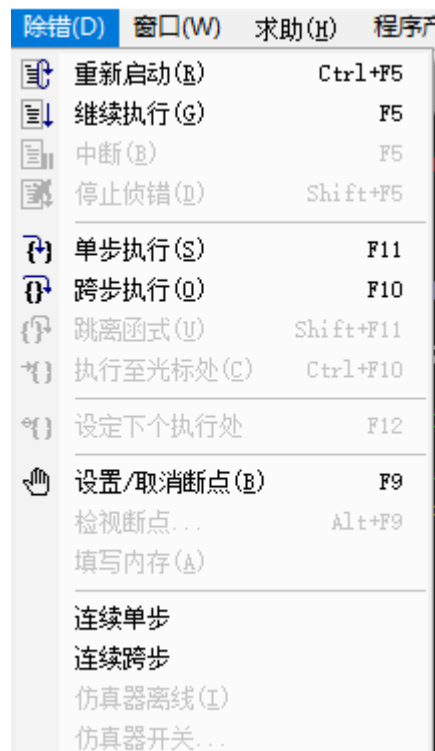 除错(D) 窗口(W) 求助(H) 程序
重新启动(R) Ctrl+F5
继续执行(G) F5
中断(B) F5
停止侦错(D) Shift+F5
单步执行(S) F11
跨步执行(O) F10
跳离函式(U) Shift+F11
执行至光标处(C) Ctrl+F10
设定下个执行处 F12
设置/取消断点(B) F9
检视断点... Alt+F9
填写内存(A)
连续单步
连续跨步
仿真器离线(I)
仿真器开关...